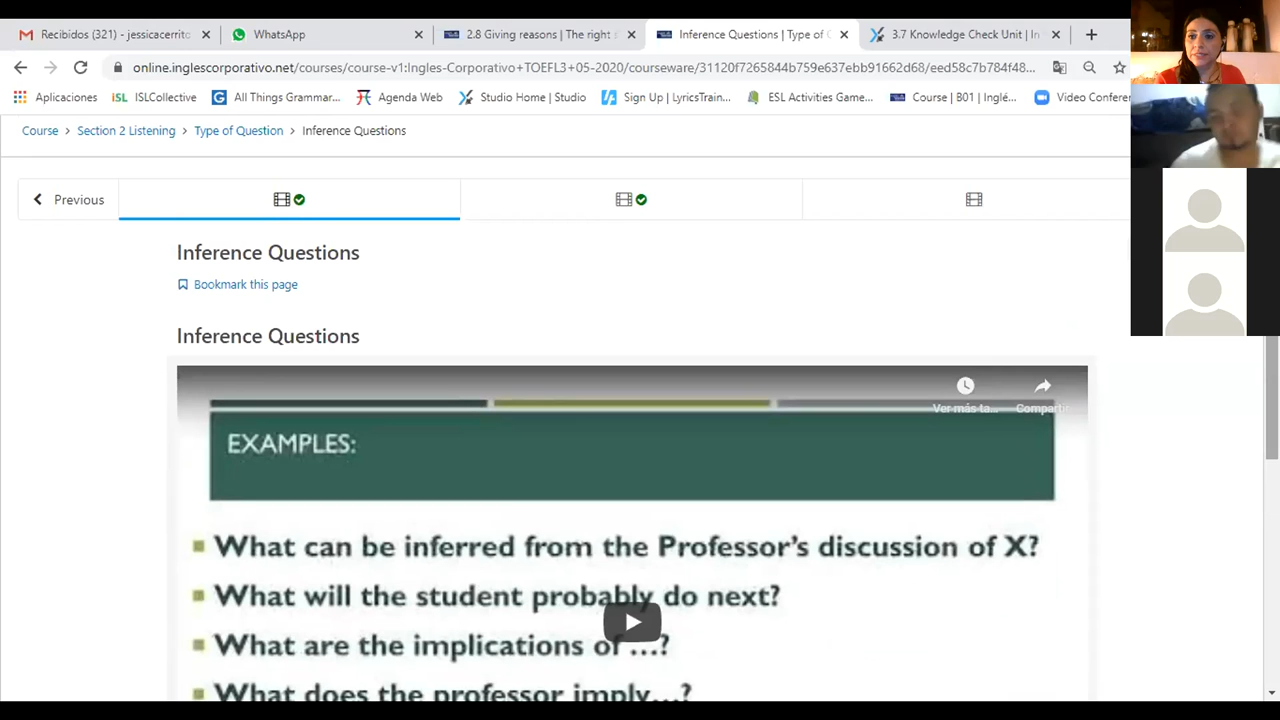 Recibidos (321) - jessicacerrito
WhatsApp
2.8 Giving reasons | The right s
Inference Questions | Type of Q
3.7 Knowledge Check Unit | In
online.inglescorporativo.net/courses/course-v1:Ingles-Corporativo+TOEFL3+05-2020/courseware/31120f7265844b759e637ebb91662d68/eed58c7b784f48...
Aplicaciones
ISLCollective
All Things Grammar...
Agenda Web
Studio Home | Studio
Sign Up | LyricsTrain...
ESL Activities Game...
Course | B01 | Inglé...
Video Conferen
Course > Section 2 Listening > Type of Question > Inference Questions
Previous
Inference Questions
Bookmark this page
Inference Questions
Ver más ta...
Compartir
EXAMPLES:
What can be inferred from the Professor's discussion of X?
What will the student probably do next?
What are the implications of ...?
What does the professor imply...?